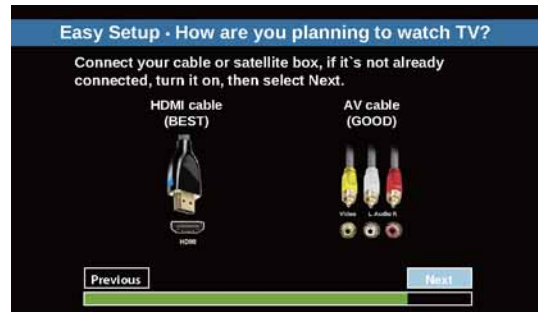 Easy Setup · How are you planning to watch TV?
Connect your cable or satellite box, if it`s not already
connected, turn it on, then select Next.
HDMI cable
(BEST)
AV cable
(GOOD)
Video L Audio R
HDMI
Previous
Next